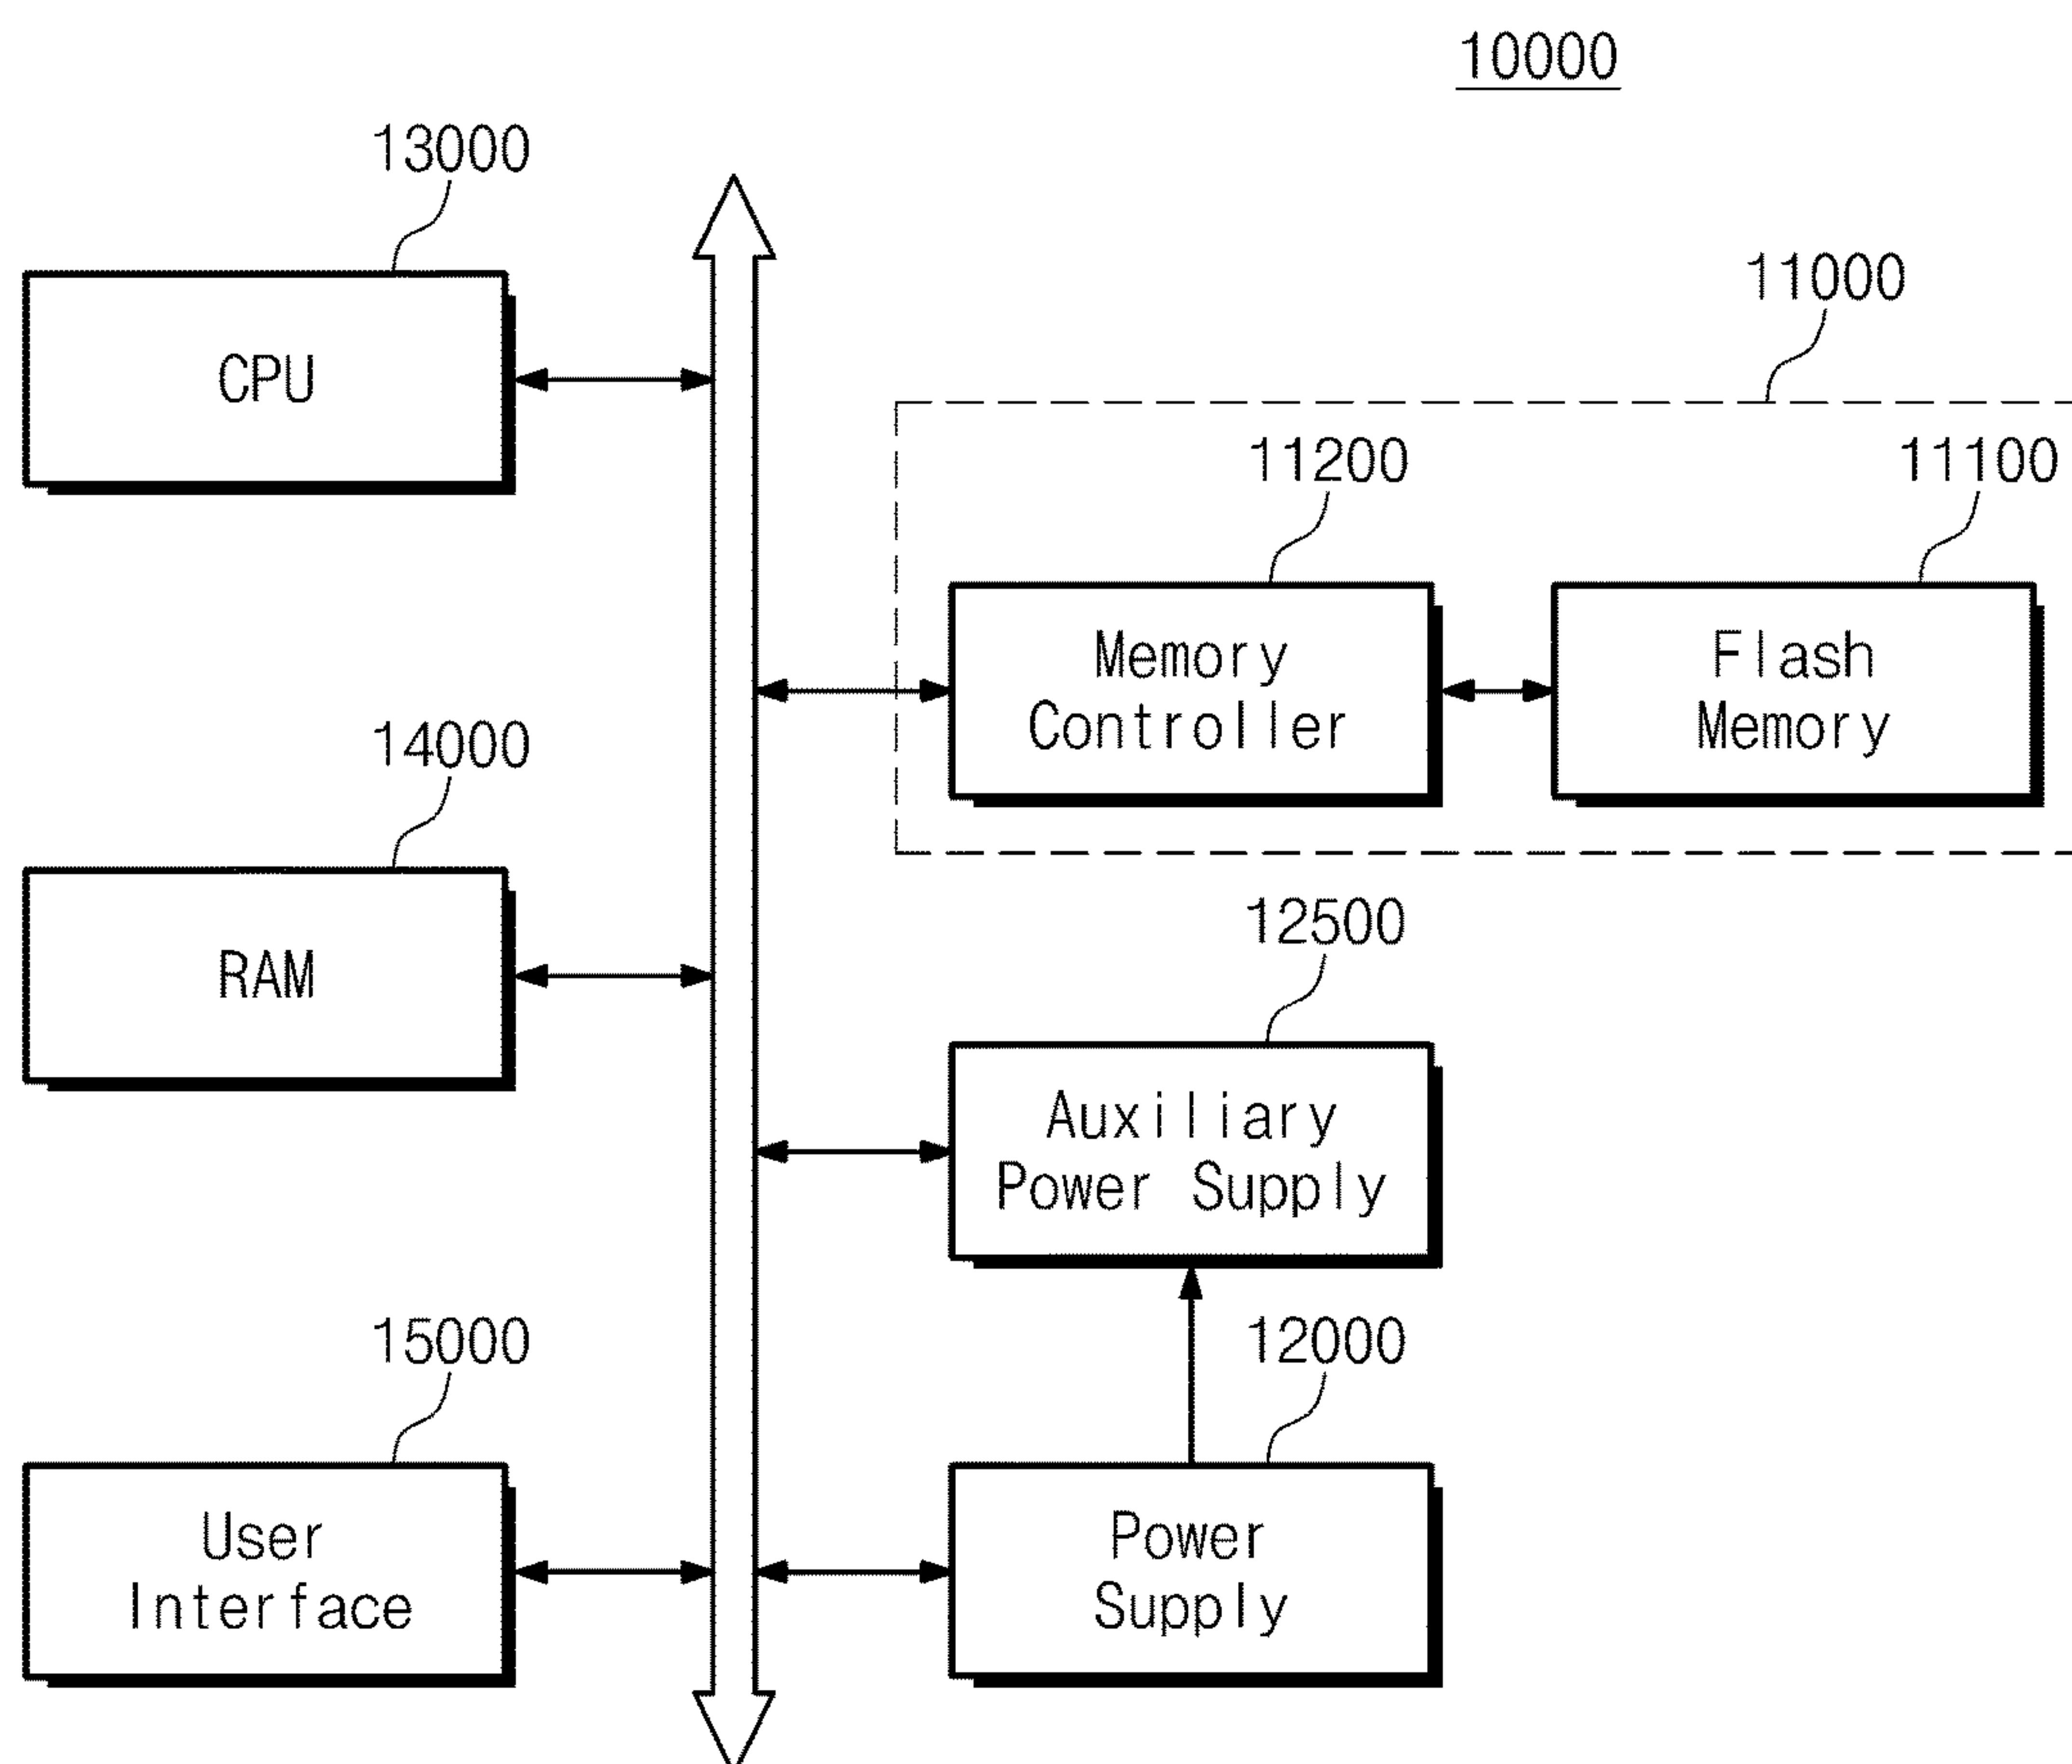 10000
13000
CPU
11000
11200
11100
Memory
Controller
Flash
Memory
14000
RAM
12500
Auxiliary
Power Supply
15000
User
Interface
12000
Power
Supply